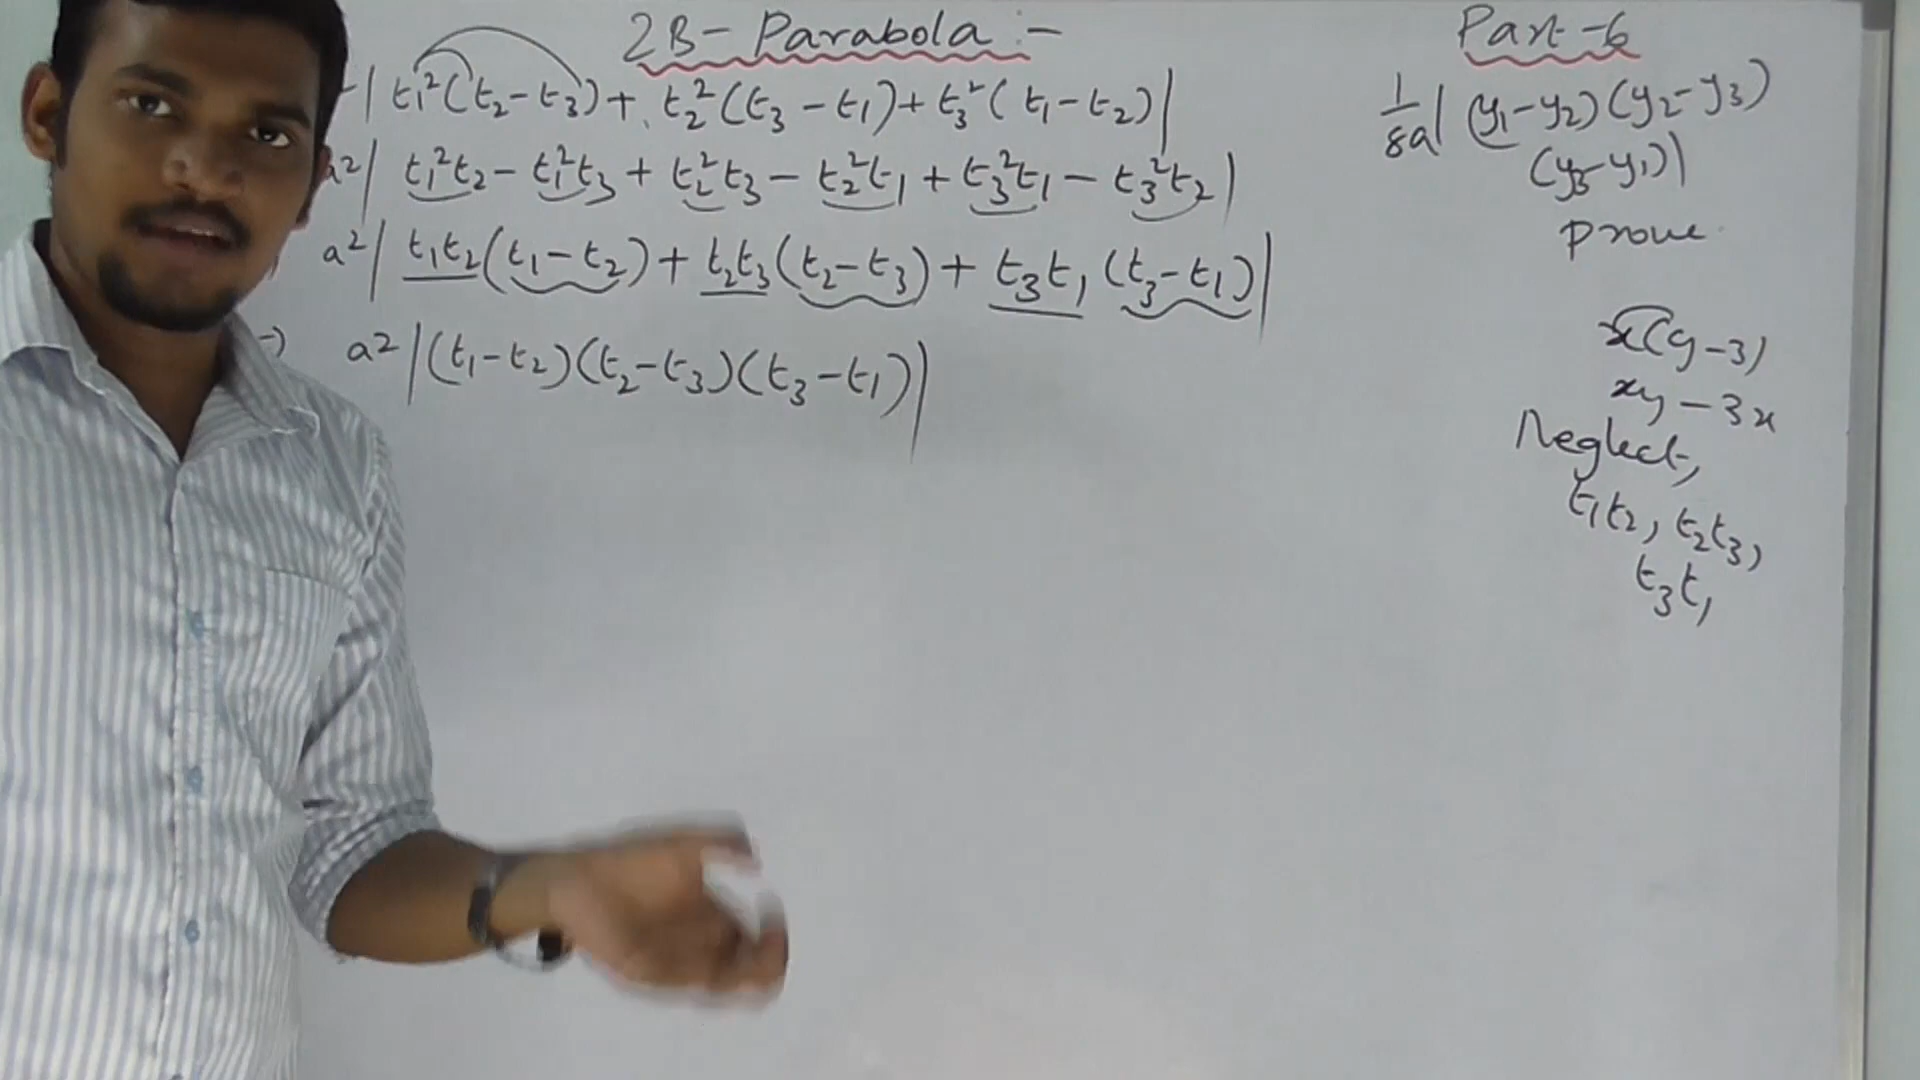 2B- Parabola :-
Part-6
| t₁²(t₂-t₃) + t₂²(t₃-t₁) + t₃²(t₁-t₂) |
a²| t₁²t₂ - t₁²t₃ + t₂²t₃ - t₂²t₁ + t₃²t₁ - t₃²t₂ |
a²| t₁t₂(t₁-t₂) + t₂t₃(t₂-t₃) + t₃t₁(t₃-t₁) |
a² |(t₁-t₂)(t₂-t₃)(t₃-t₁)|
1/8a | (y₁-y₂)(y₂-y₃)
(y₃-y₁)|
prove
x(y-3)
xy-3x
Neglect,
t₁t₂, t₂t₃,
t₃t₁